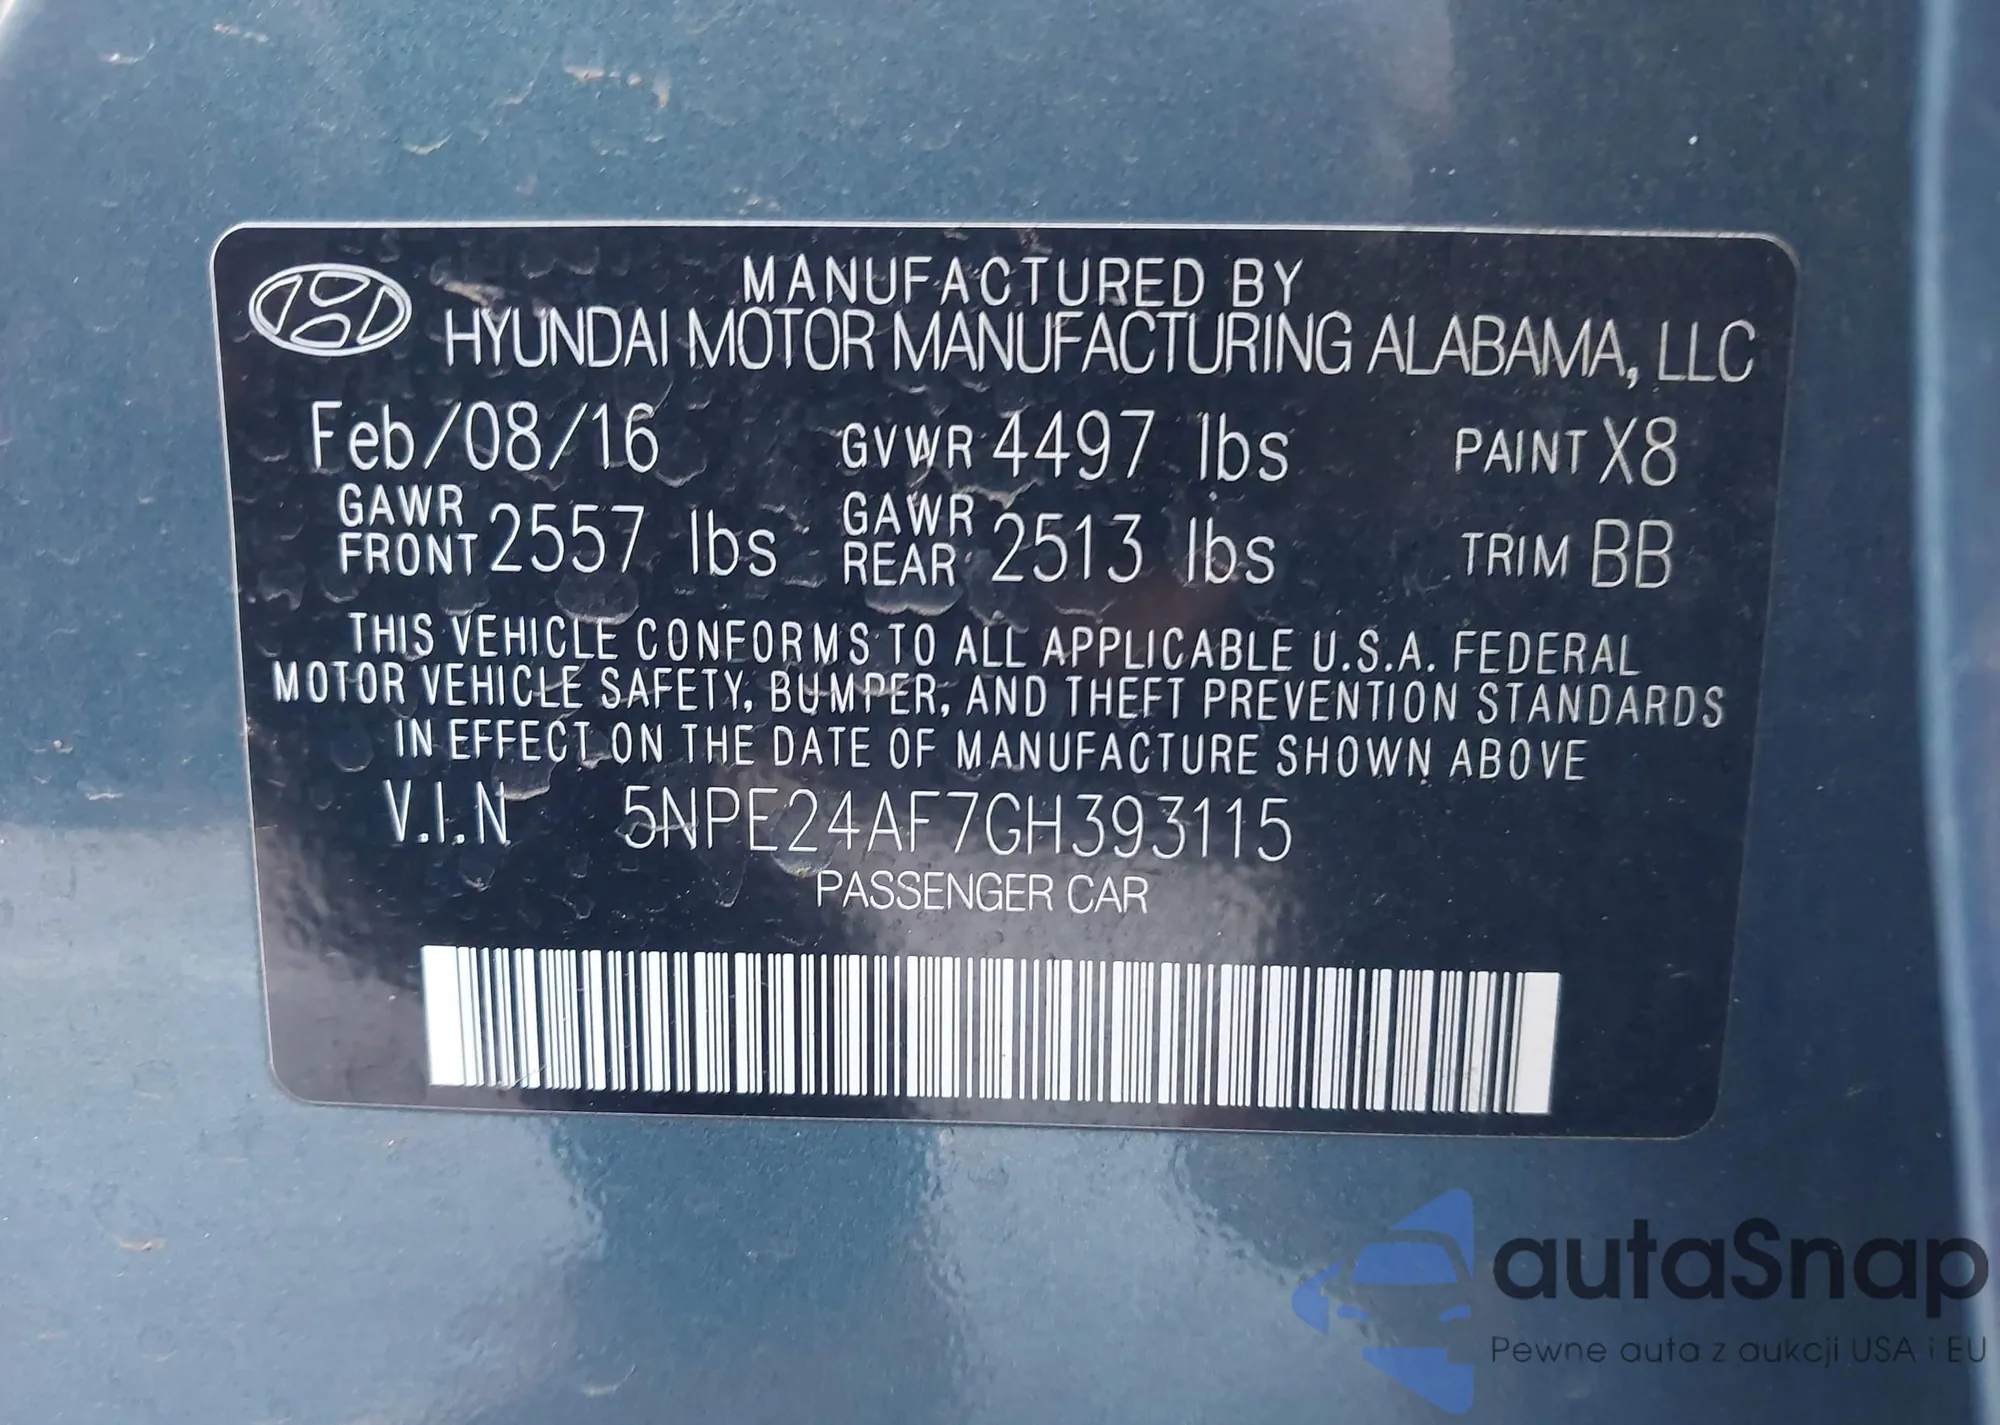 MANUFACTURED BY
HYUNDAI MOTOR MANUFACTURING ALABAMA, LLC
Feb/08/16 GVWR 4497 lbs PAINT X8
GAWR FRONT 2557 lbs GAWR REAR 2513 lbs TRIM BB
THIS VEHICLE CONFORMS TO ALL APPLICABLE U.S.A. FEDERAL
MOTOR VEHICLE SAFETY, BUMPER, AND THEFT PREVENTION STANDARDS
IN EFFECT ON THE DATE OF MANUFACTURE SHOWN ABOVE
V.I.N 5NPE24AF7GH393115
PASSENGER CAR
autaSnap
Pewne auta z aukcji USA i EU